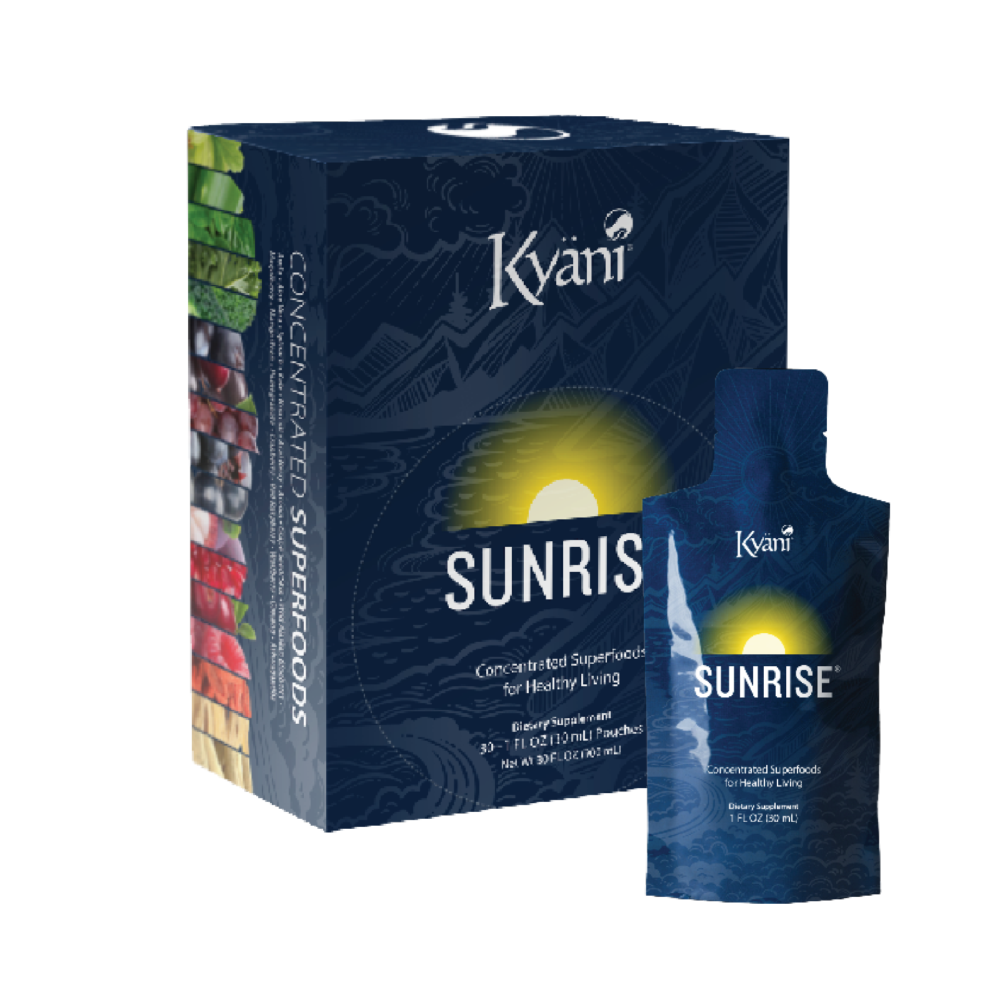 Kyäni®
SUNRIS
Concentrated Superfoods
for Healthy Living
Dietary Supplement
30 – 1 FL OZ (30 mL) Pouches
Net Wt 30 FL OZ (900 mL)
CONCENTRATED SUPERFOODS
Kyäni
SUNRISE®
Concentrated Superfoods
for Healthy Living
Dietary Supplement
1 FL OZ (30 mL)